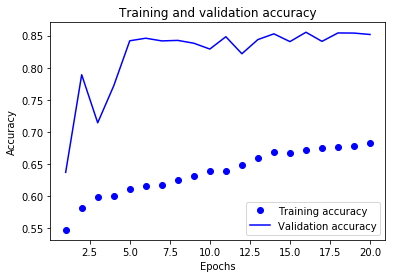 Training and validation accuracy
0.85
0.80
0.75
0.70
0.65
0.60
0.55
Accuracy
Training accuracy
Validation accuracy
2.5 5.0 7.5 10.0 12.5 15.0 17.5 20.0
Epochs